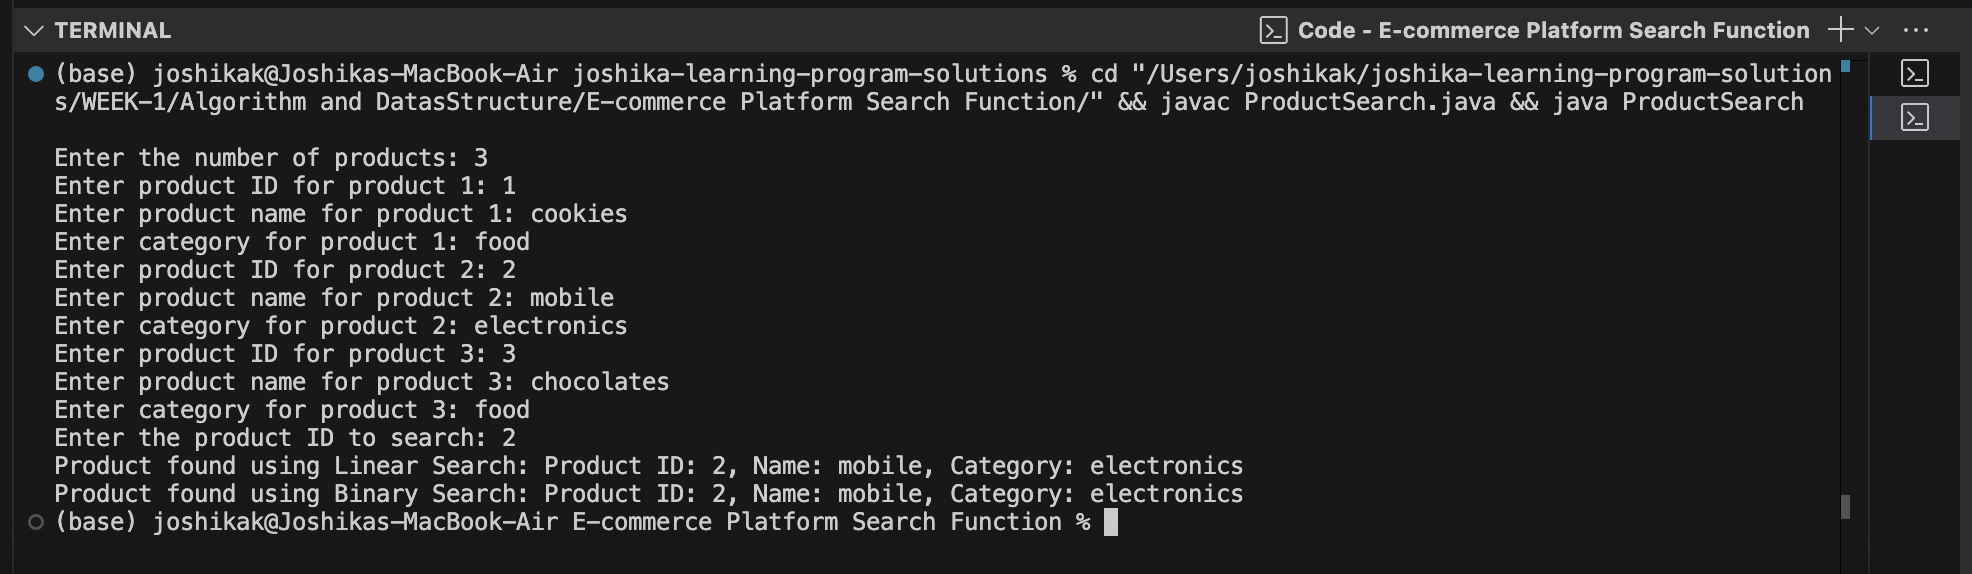 TERMINAL
Code - E-commerce Platform Search Function
(base) joshikak@Joshikas-MacBook-Air joshika-learning-program-solutions % cd "/Users/joshikak/joshika-learning-program-solution
s/WEEK-1/Algorithm and DatasStructure/E-commerce Platform Search Function/" && javac ProductSearch.java && java ProductSearch
Enter the number of products: 3
Enter product ID for product 1: 1
Enter product name for product 1: cookies
Enter category for product 1: food
Enter product ID for product 2: 2
Enter product name for product 2: mobile
Enter category for product 2: electronics
Enter product ID for product 3: 3
Enter product name for product 3: chocolates
Enter category for product 3: food
Enter the product ID to search: 2
Product found using Linear Search: Product ID: 2, Name: mobile, Category: electronics
Product found using Binary Search: Product ID: 2, Name: mobile, Category: electronics
(base) joshikak@Joshikas-MacBook-Air E-commerce Platform Search Function %